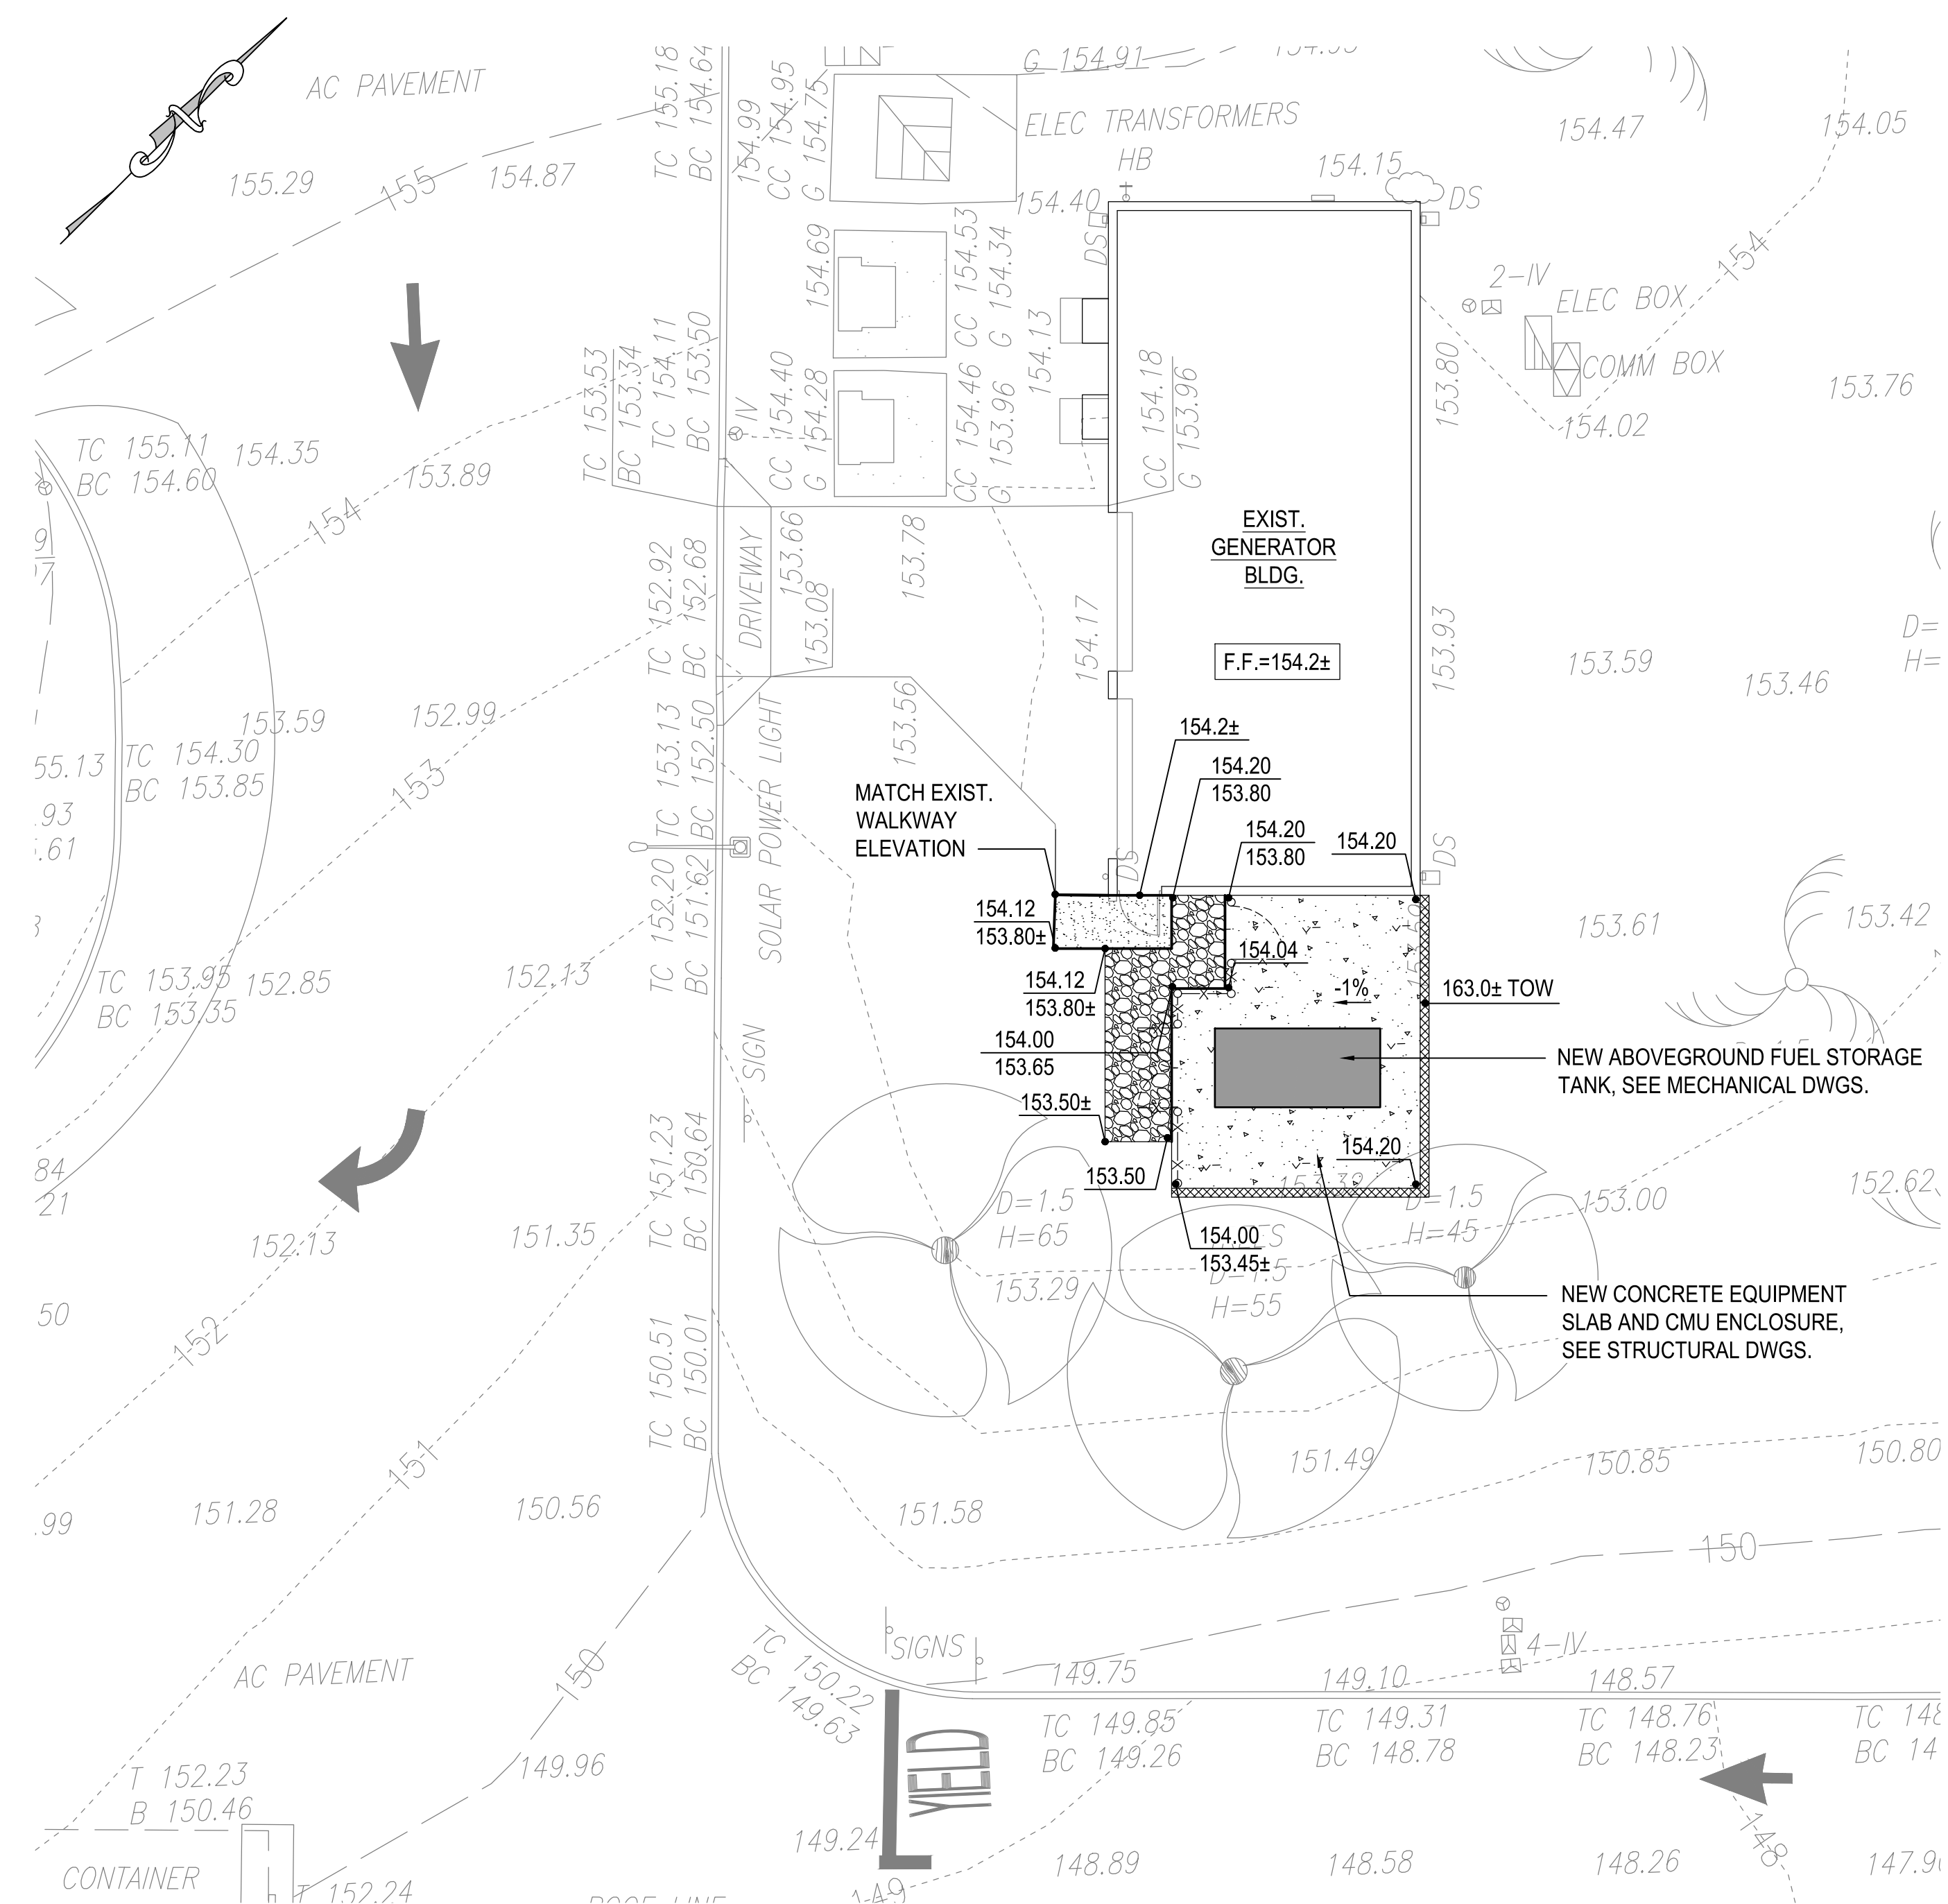 AC PAVEMENT
155.29
155
154.87
TC 155.18
BC 154.64
154.99
CC 154.95
G 154.75
G 154.91
ELEC TRANSFORMERS
HB
154.40
154.15
DS
DS
154.47
154.05
154
2-IV
ELEC BOX
COMM BOX
154.02
153.76
153.80
154.69
CC 154.53
G 154.34
154.13
CC 154.46
G 153.96
CC 154.40
G 154.28
IV
CC 154.18
G 153.96
TC 153.53
BC 153.34
TC 154.11
BC 153.50
TC 155.11
BC 154.60
154.35
153.89
154
EXIST.
GENERATOR
BLDG.
F.F.=154.2±
DRIVEWAY
153.66
153.08
153.78
154.17
153.93
153.59
153.46
D=
H=
TC 152.92
BC 152.68
153.59
152.99
55.13
TC 154.30
BC 153.85
153
.93
.61
TC 153.13
BC 152.50
153.56
SOLAR POWER LIGHT
MATCH EXIST.
WALKWAY
ELEVATION
154.2±
154.20
153.80
154.20
153.80
154.20
DS
DS
TC 152.20
BC 151.62
154.12
153.80±
154.04
-1%
163.0± TOW
153.61
153.42
TC 153.95
BC 153.35
152.85
152.13
154.12
153.80±
154.00
153.65
153.50±
153.50
SIGN
NEW ABOVEGROUND FUEL STORAGE
TANK, SEE MECHANICAL DWGS.
154.20
TC 151.23
BC 150.64
84
21
152.13
151.35
D=1.5
H=65
153.29
154.00
153.45±
D=1.5
H=55
D=1.5
H=45
153.00
152.62
NEW CONCRETE EQUIPMENT
SLAB AND CMU ENCLOSURE,
SEE STRUCTURAL DWGS.
50
152
TC 150.51
BC 150.01
151
.99
151.28
150.56
151.58
151.49
150.85
150.80
150
150
AC PAVEMENT
TC 150.22
BC 149.63
SIGNS
4-IV
149.75
149.10
148.57
TC 149.85
BC 149.26
TC 149.31
BC 148.78
TC 148.76
BC 148.23
TC 148
BC 14
YIELD
T 152.23
B 150.46
149.96
149.24
148.89
148.58
148.26
148
147.9
CONTAINER
T 152.24
149